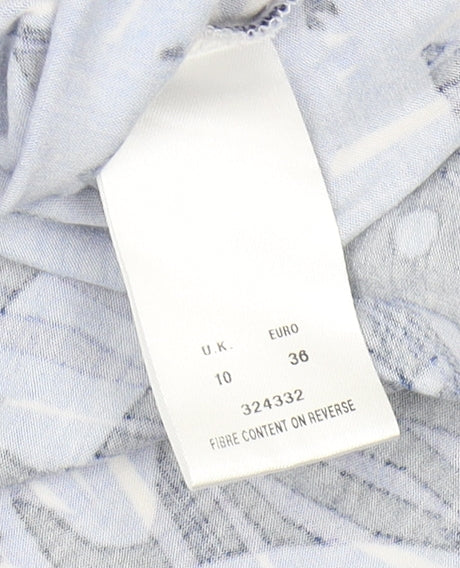 U.K. EURO
10 36
324332
FIBRE CONTENT ON REVERSE